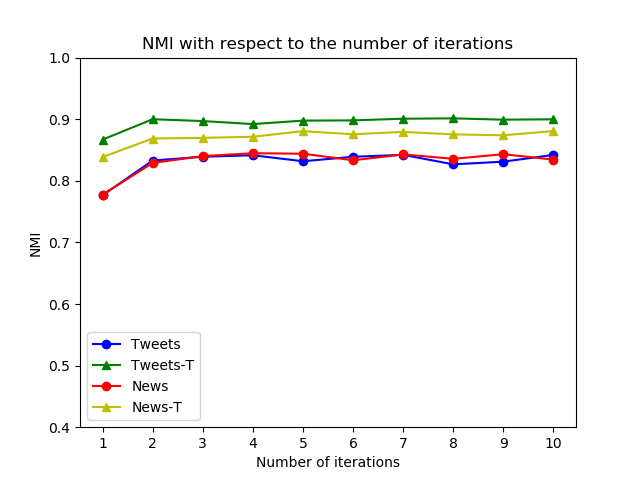 NMI with respect to the number of iterations
1.0
0.9
0.8
0.7
0.6
0.5
0.4
NMI
Tweets
Tweets-T
News
News-T
1 2 3 4 5 6 7 8 9 10
Number of iterations